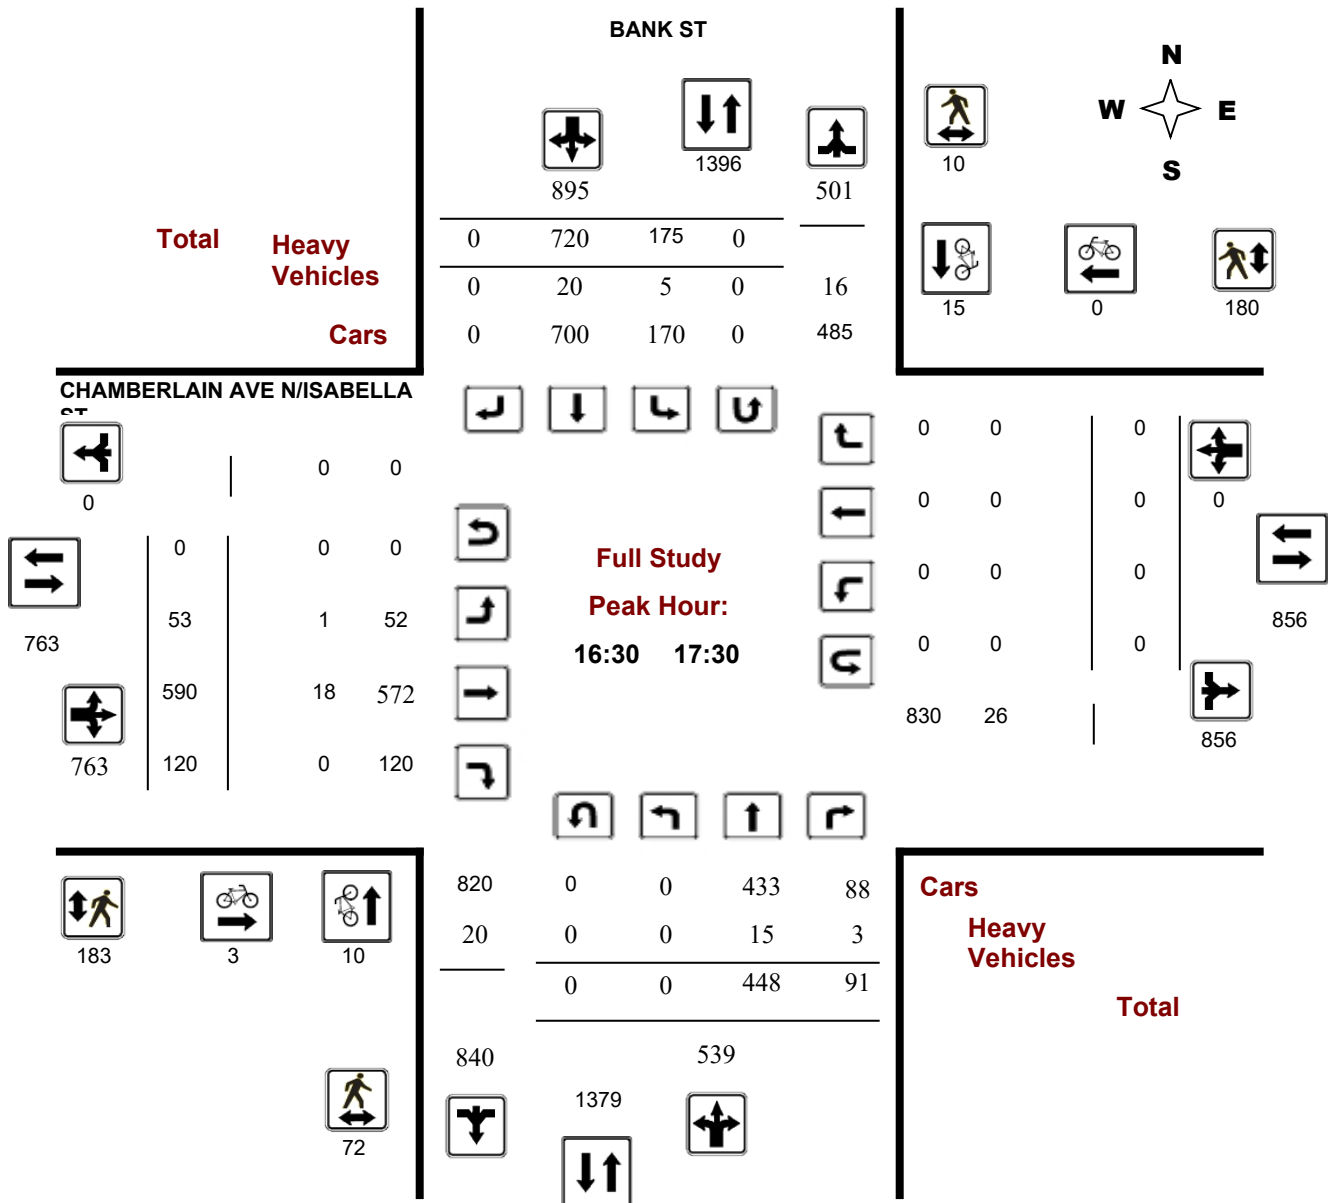 BANK ST
N
W E
S
1396
10
895 501
Total Heavy
Vehicles
Cars
0 720 175 0
0 20 5 0 16
0 700 170 0 485
15 0 180
CHAMBERLAIN AVE N/ISABELLA
0 0
0
0 0 0
53 1 52
763
590 18 572
763
120 0 120
Full Study
Peak Hour:
16:30 17:30
0 0 0
0 0 0 0
0 0 0
0 0 0
856
830 26
856
820 0 0 433 88
20 0 0 15 3
0 0 448 91
840 539
1379
Cars
Heavy
Vehicles
Total
183 3 10
72